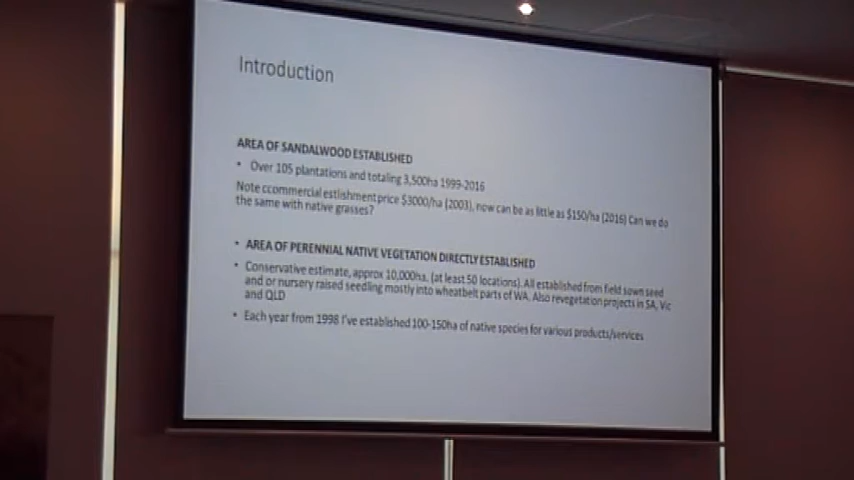 Introduction
AREA OF SANDALWOOD ESTABLISHED
• Over 105 plantations and totaling 3,500ha 1999-2016
Note ccommercial estlishment price $3000/ha (2003), now can be as little as $150/ha (2016) Can we do
the same with native grasses?
• AREA OF PERENNIAL NATIVE VEGETATION DIRECTLY ESTABLISHED
• Conservative estimate, approx 10,000ha. (at least 50 locations). All established from field sown seed
and or nursery raised seedling mostly into wheatbelt parts of WA. Also revegetation projects in SA, Vic
and QLD
• Each year from 1998 I've established 100-150ha of native species for various products/services